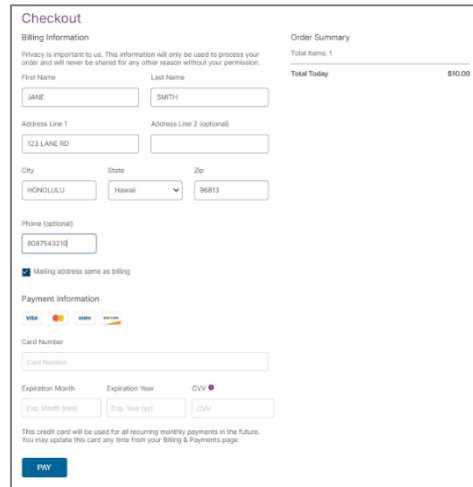 Checkout
Billing Information
Privacy is important to us. This information will only be used to process your
order and will never be shared for any other reason without your permission.
First Name
Last Name
JANE
SMITH
Address Line 1
Address Line 2 (optional)
123 LANE RD
City
State
Zip
HONOLULU
Hawaii
96813
Phone (optional)
8087543210
Mailing address same as billing
Payment Information
VISA
AMEX
DISCOVER
Card Number
Card Number
Expiration Month
Expiration Year
CVV
Exp. Month (mm)
Exp. Year (yy)
CVV
This credit card will be used for all recurring monthly payments in the future.
You may update this card any time from your Billing & Payments page.
PAY
Order Summary
Total Items: 1
Total Today
$10.00